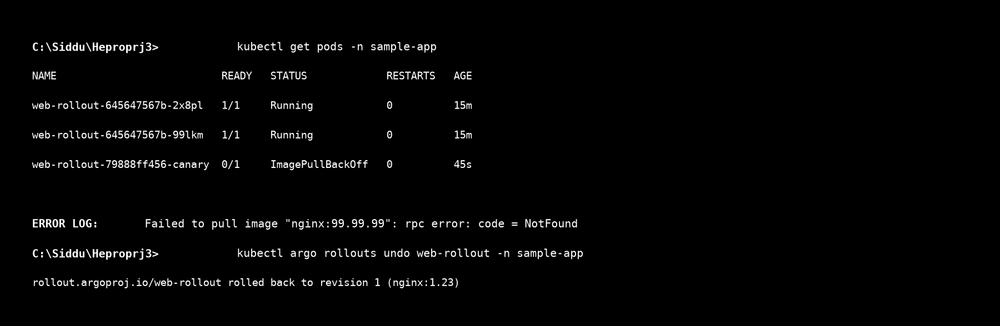 C:\Siddu\Heproprj3> kubectl get pods -n sample-app
NAME READY STATUS RESTARTS AGE
web-rollout-645647567b-2x8pl 1/1 Running 0 15m
web-rollout-645647567b-99lkm 1/1 Running 0 15m
web-rollout-79888ff456-canary 0/1 ImagePullBackOff 0 45s
ERROR LOG: Failed to pull image "nginx:99.99.99": rpc error: code = NotFound
C:\Siddu\Heproprj3> kubectl argo rollouts undo web-rollout -n sample-app
rollout.argoproj.io/web-rollout rolled back to revision 1 (nginx:1.23)